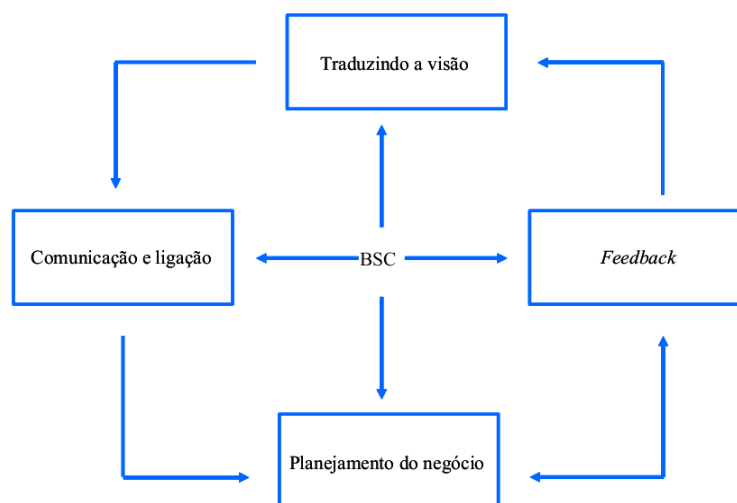 Traduzindo a visão
Comunicação e ligação
BSC
Feedback
Planejamento do negócio